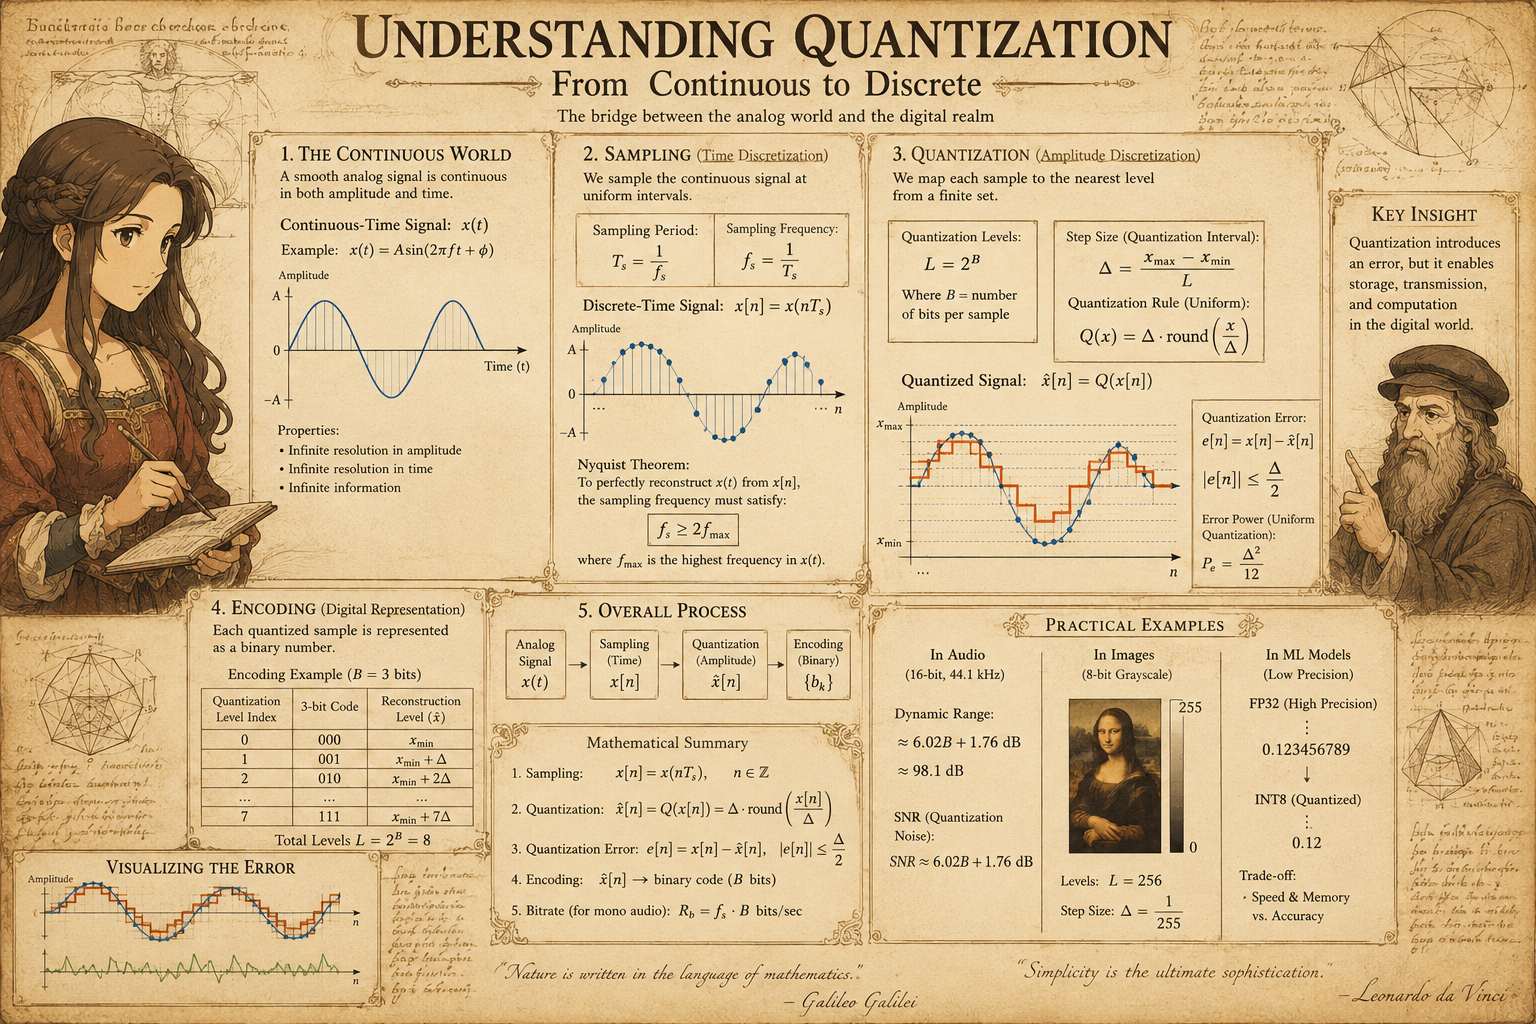 UNDERSTANDING QUANTIZATION
From Continuous to Discrete
The bridge between the analog world and the digital realm
1. THE CONTINUOUS WORLD
A smooth analog signal is continuous
in both amplitude and time.
Continuous-Time Signal: x(t)
Example: x(t) = A sin(2πft + ϕ)
Amplitude
A
0
Time (t)
−A
Properties:
• Infinite resolution in amplitude
• Infinite resolution in time
• Infinite information
2. SAMPLING (Time Discretization)
We sample the continuous signal at
uniform intervals.
Sampling Period:
T_s = 1/f_s
Sampling Frequency:
f_s = 1/T_s
Discrete-Time Signal: x[n] = x(nT_s)
Amplitude
A
0
... ... n
−A
Nyquist Theorem:
To perfectly reconstruct x(t) from x[n],
the sampling frequency must satisfy:
f_s ≥ 2f_max
where f_max is the highest frequency in x(t).
3. QUANTIZATION (Amplitude Discretization)
We map each sample to the nearest level
from a finite set.
Quantization Levels:
L = 2^B
Where B = number
of bits per sample
Step Size (Quantization Interval):
Δ = (x_max − x_min)/L
Quantization Rule (Uniform):
Q(x) = Δ · round(x/Δ)
Quantized Signal: x̂[n] = Q(x[n])
Amplitude
x_max
x_min
... n
Quantization Error:
e[n] = x[n] − x̂[n]
|e[n]| ≤ Δ/2
Error Power (Uniform
Quantization):
P_e = Δ²/12
KEY INSIGHT
Quantization introduces
an error, but it enables
storage, transmission,
and computation
in the digital world.
4. ENCODING (Digital Representation)
Each quantized sample is represented
as a binary number.
Encoding Example (B = 3 bits)
Quantization Level Index | 3-bit Code | Reconstruction Level (x̂)
0 000 x_min
1 001 x_min + Δ
2 010 x_min + 2Δ
... ... ...
7 111 x_min + 7Δ
Total Levels L = 2^B = 8
VISUALIZING THE ERROR
Amplitude
n
n
5. OVERALL PROCESS
Analog Signal x(t)
Sampling (Time) x[n]
Quantization (Amplitude) x̂[n]
Encoding (Binary) {b_k}
Mathematical Summary
1. Sampling: x[n] = x(nT_s), n ∈ ℤ
2. Quantization: x̂[n] = Q(x[n]) = Δ · round(x[n]/Δ)
3. Quantization Error: e[n] = x[n] − x̂[n], |e[n]| ≤ Δ/2
4. Encoding: x̂[n] → binary code (B bits)
5. Bitrate (for mono audio): R_b = f_s · B bits/sec
PRACTICAL EXAMPLES
In Audio
(16-bit, 44.1 kHz)
Dynamic Range:
≈ 6.02B + 1.76 dB
≈ 98.1 dB
SNR (Quantization
Noise):
SNR ≈ 6.02B + 1.76 dB
In Images
(8-bit Grayscale)
255
0
Levels: L = 256
Step Size: Δ = 1/255
In ML Models
(Low Precision)
FP32 (High Precision)
⋮
0.123456789
↓
INT8 (Quantized)
⋮
0.12
Trade-off:
• Speed & Memory
vs. Accuracy
"Nature is written in the language of mathematics."
– Galileo Galilei
"Simplicity is the ultimate sophistication."
– Leonardo da Vinci